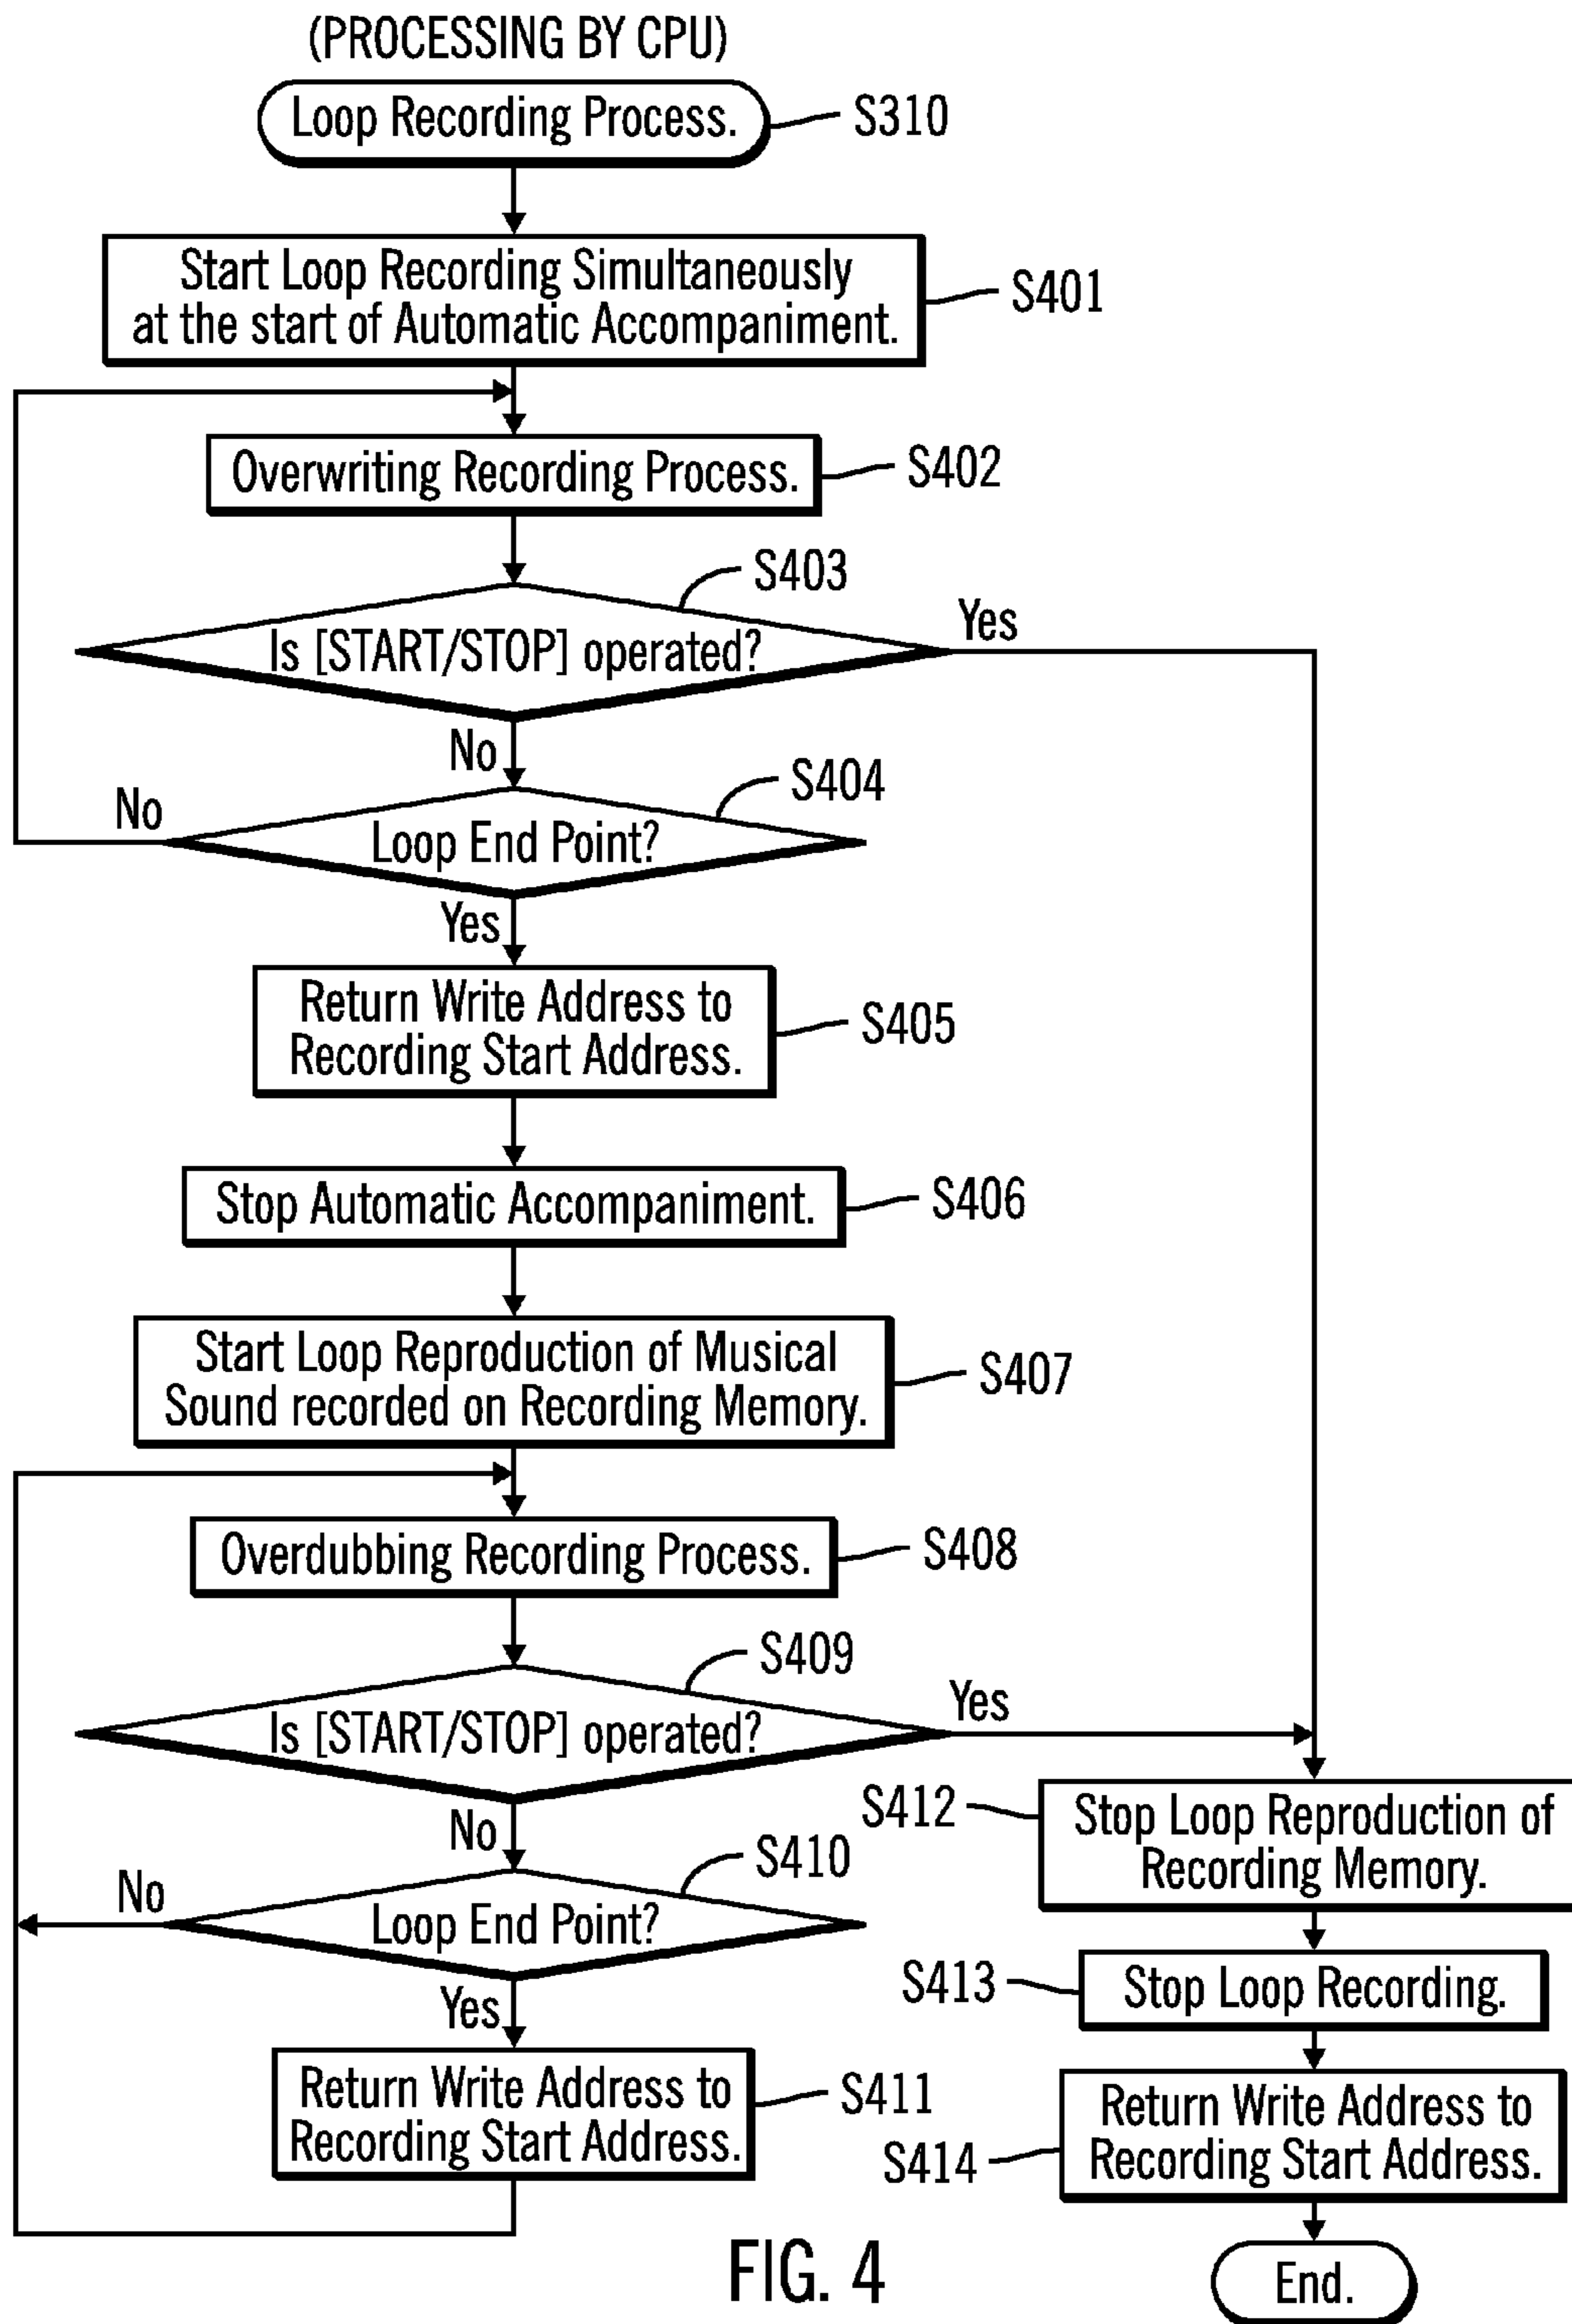 (PROCESSING BY CPU)
Loop Recording Process.
S310
Start Loop Recording Simultaneously
at the start of Automatic Accompaniment.
S401
Overwriting Recording Process.
S402
S403
Is [START/STOP] operated?
Yes
No
S404
Loop End Point?
No
Yes
Return Write Address to
Recording Start Address.
S405
Stop Automatic Accompaniment.
S406
Start Loop Reproduction of Musical
Sound recorded on Recording Memory.
S407
Overdubbing Recording Process.
S408
S409
Is [START/STOP] operated?
Yes
No
S410
Loop End Point?
No
Yes
Return Write Address to
Recording Start Address.
S411
S412
Stop Loop Reproduction of
Recording Memory.
S413
Stop Loop Recording.
S414
Return Write Address to
Recording Start Address.
End.
FIG. 4